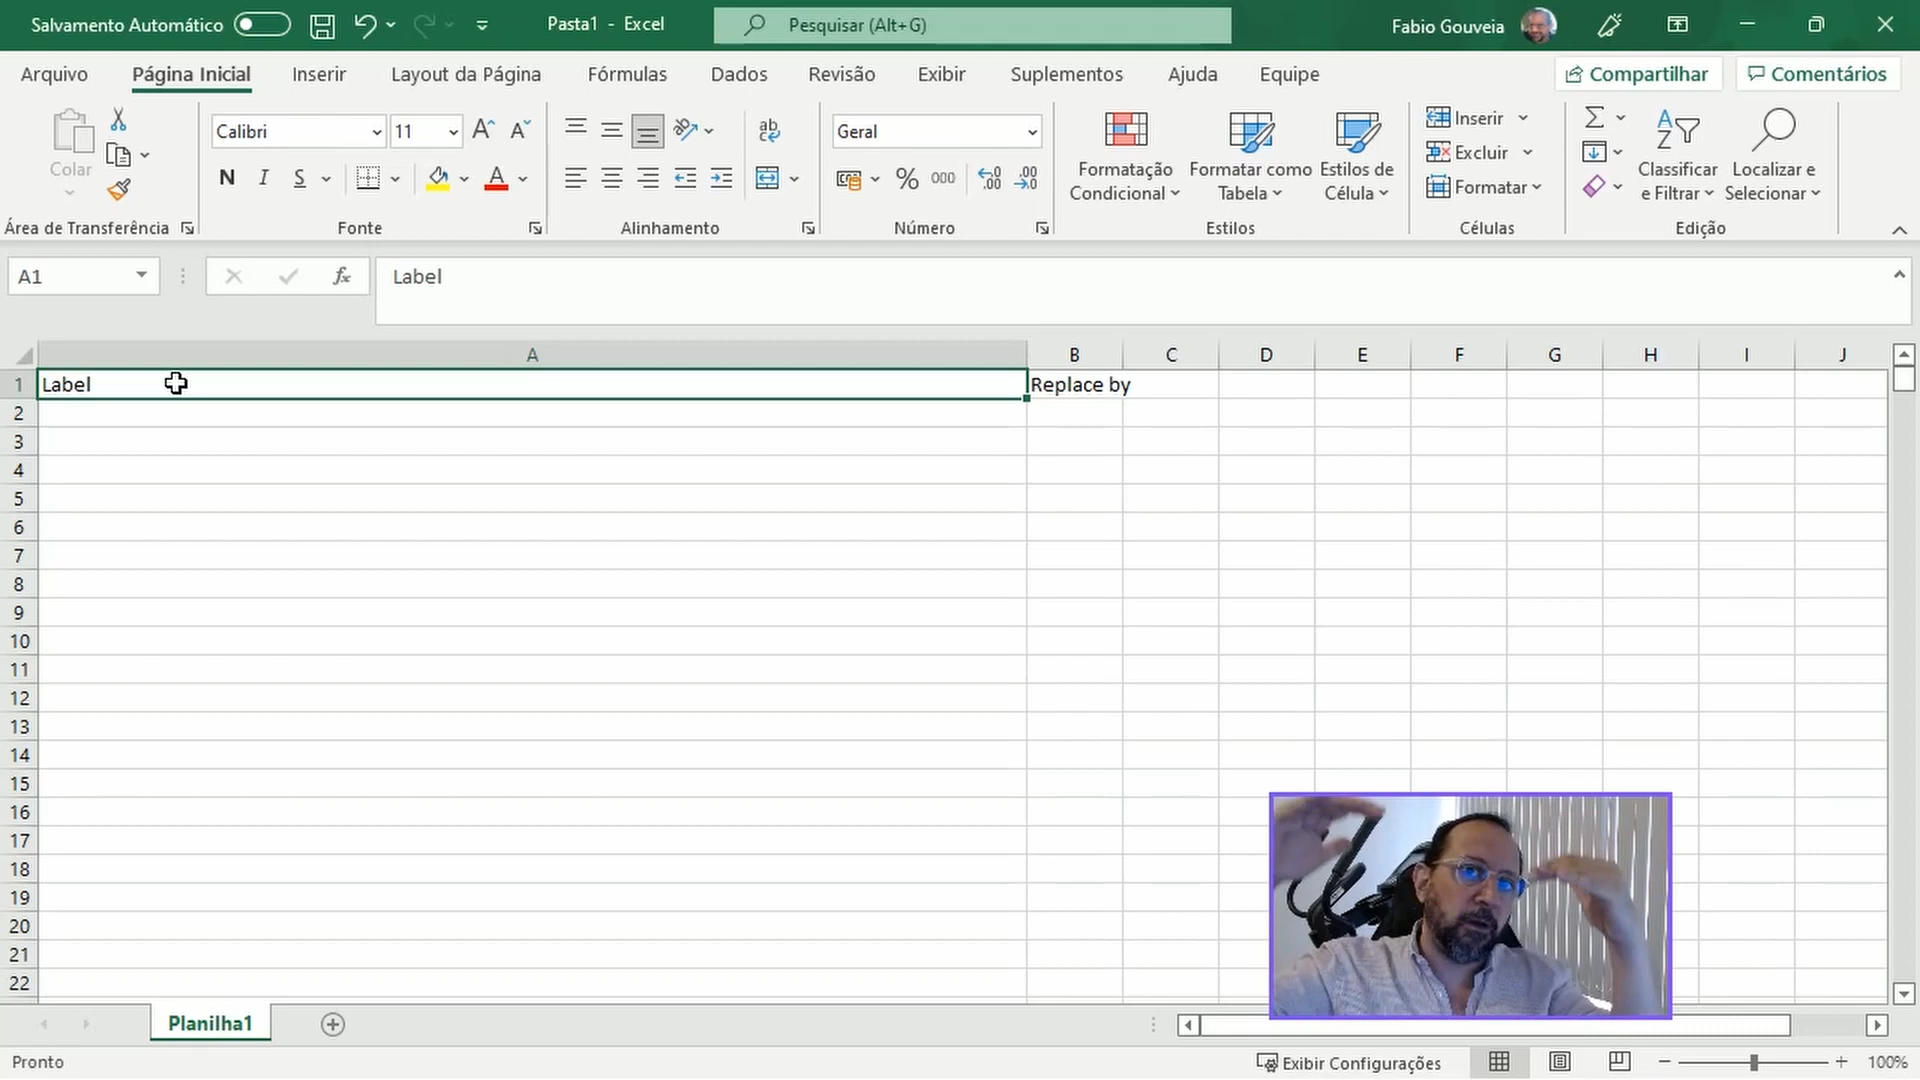 Salvamento Automático
Pasta1 - Excel
Pesquisar (Alt+G)
Fabio Gouveia
Arquivo
Página Inicial
Inserir
Layout da Página
Fórmulas
Dados
Revisão
Exibir
Suplementos
Ajuda
Equipe
Compartilhar
Comentários
Colar
Área de Transferência
Calibri
11
N I S
Fonte
ab
Alinhamento
Geral
% 000
Número
Formatação Condicional
Formatar como Tabela
Estilos de Célula
Estilos
Inserir
Excluir
Formatar
Células
Classificar e Filtrar
Localizar e Selecionar
Edição
A1
fx
Label
A B C D E F G H I J
1 Label Replace by
2
3
4
5
6
7
8
9
10
11
12
13
14
15
16
17
18
19
20
21
22
Planilha1
Pronto
Exibir Configurações
100%